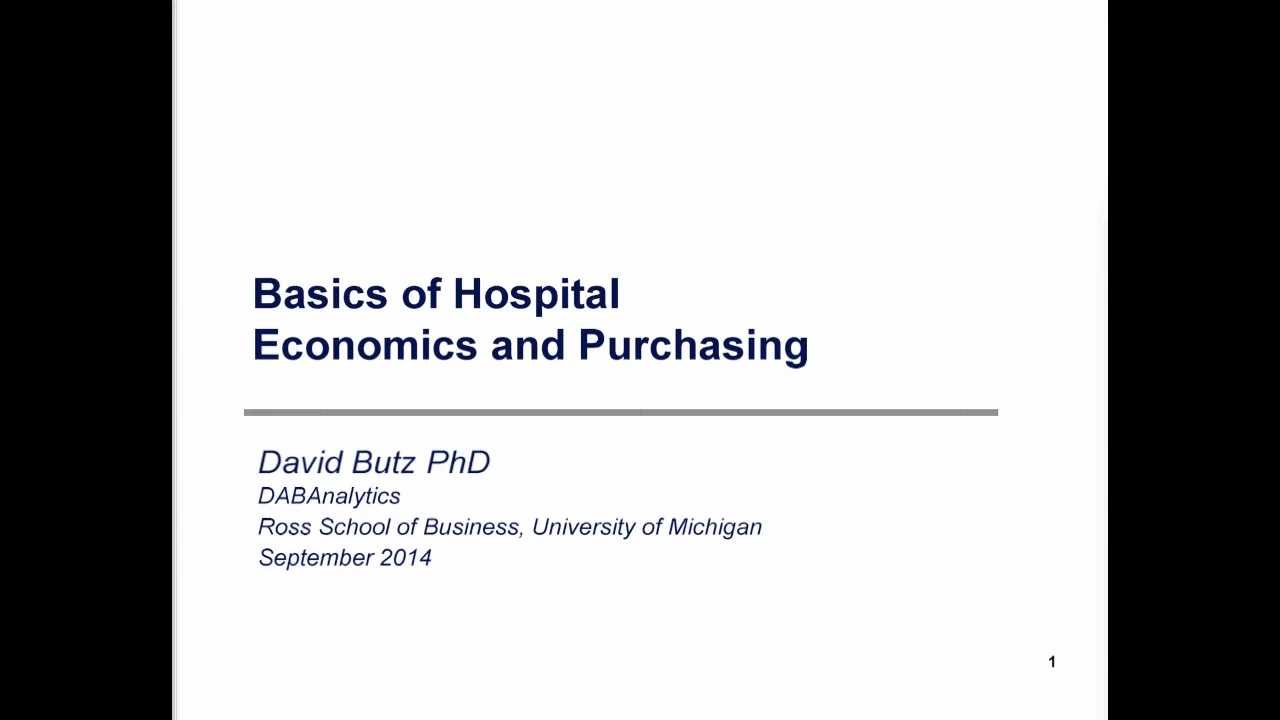 Basics of Hospital
Economics and Purchasing
David Butz PhD
DABAnalytics
Ross School of Business, University of Michigan
September 2014
1